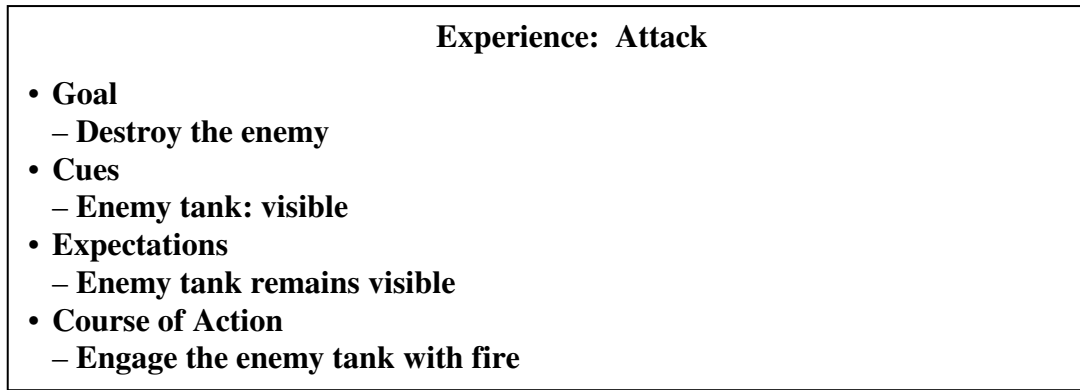 Experience: Attack
• Goal
– Destroy the enemy
• Cues
– Enemy tank: visible
• Expectations
– Enemy tank remains visible
• Course of Action
– Engage the enemy tank with fire